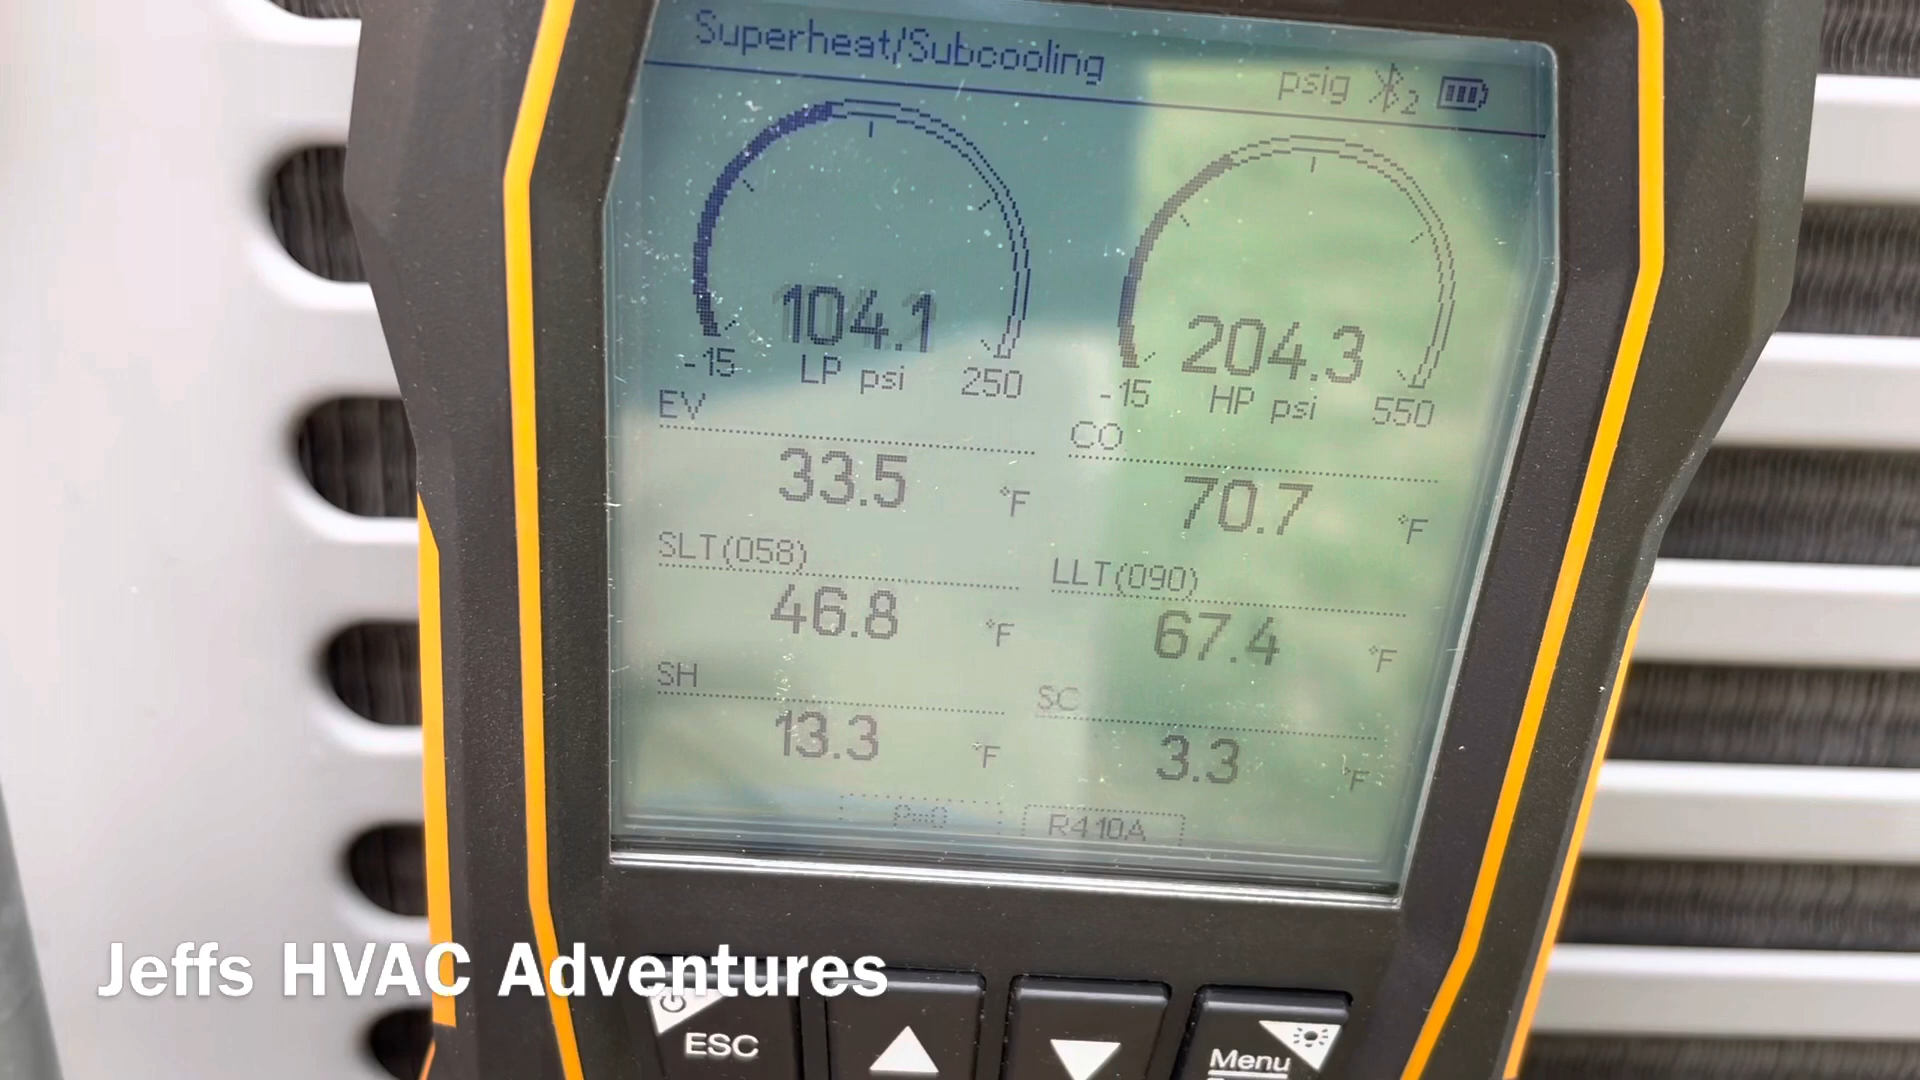 Superheat/Subcooling
psig 2
104.1
204.3
-15 LP psi 250
-15 HP psi 550
EV
CO
33.5 °F
70.7 °F
SLT(058)
LLT(090)
46.8 °F
67.4 °F
SH
SC
13.3 °F
3.3 °F
P=0
R410A
Jeffs HVAC Adventures
ESC
Menu